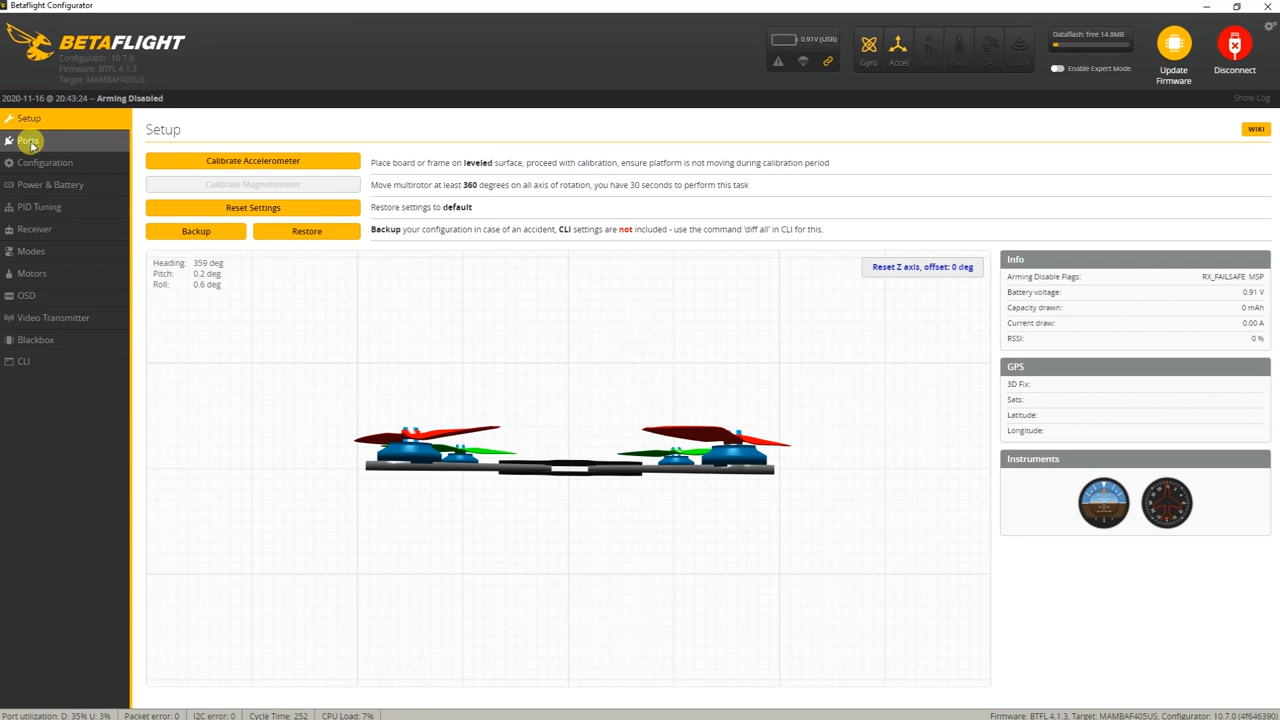 Betaflight Configurator
BETAFLIGHT
Configurator: 10.7.0
Firmware: BTFL 4.1.3
Target: MAMBAF405US
0.91V (USB)
Gyro
Accel
Mag
Baro
GPS
Sonar
Dataflash: free 14.8MB
Enable Expert Mode
Update
Firmware
Disconnect
2020-11-16 @ 20:43:24 -- Arming Disabled
Show Log
Setup
Ports
Configuration
Power & Battery
PID Tuning
Receiver
Modes
Motors
OSD
Video Transmitter
Blackbox
CLI
Setup
WIKI
Calibrate Accelerometer
Place board or frame on leveled surface, proceed with calibration, ensure platform is not moving during calibration period
Calibrate Magnetometer
Move multirotor at least 360 degrees on all axis of rotation, you have 30 seconds to perform this task
Reset Settings
Restore settings to default
Backup
Restore
Backup your configuration in case of an accident, CLI settings are not included - use the command 'diff all' in CLI for this.
Heading: 359 deg
Pitch: 0.2 deg
Roll: 0.6 deg
Reset Z axis, offset: 0 deg
Info
Arming Disable Flags: RX_FAILSAFE MSP
Battery voltage: 0.91 V
Capacity drawn: 0 mAh
Current draw: 0.00 A
RSSI: 0 %
GPS
3D Fix:
Sats:
Latitude:
Longitude:
Instruments
Port utilization: D: 35% U: 3%
Packet error: 0
I2C error: 0
Cycle Time: 252
CPU Load: 7%
Firmware: BTFL 4.1.3, Target: MAMBAF405US, Configurator: 10.7.0 (4f646390)